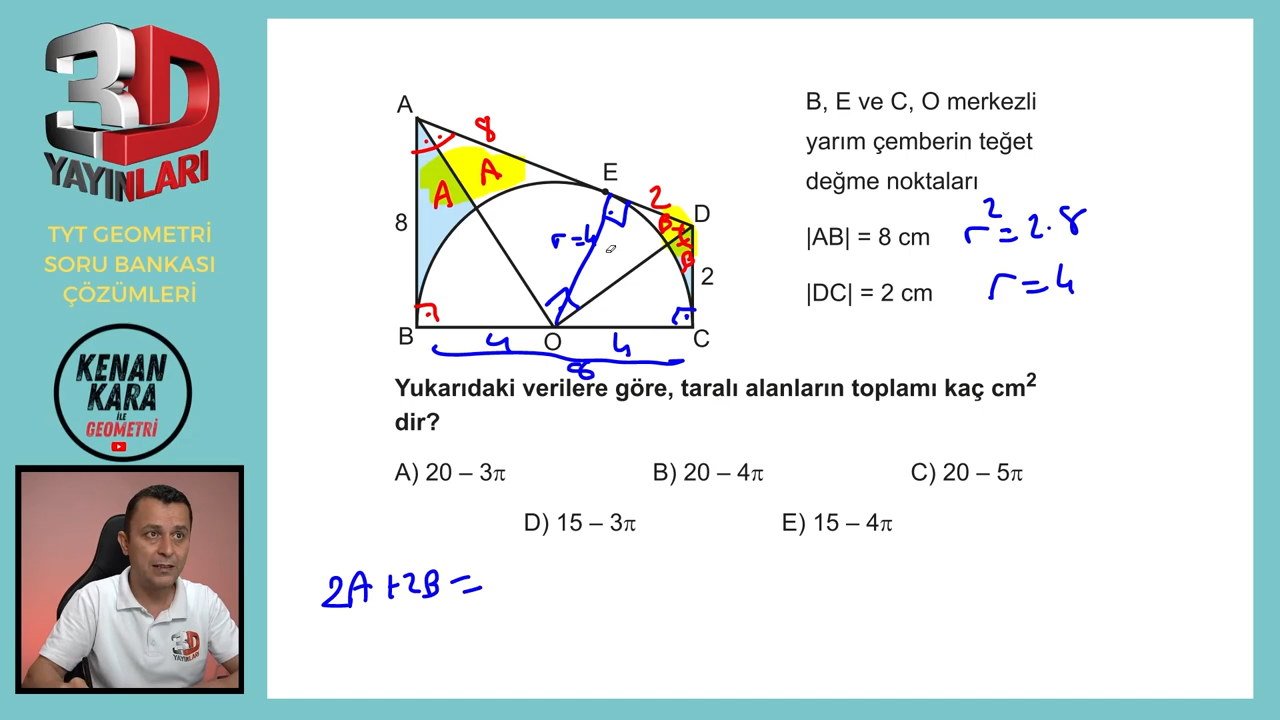 3D
YAYINLARI
TYT GEOMETRİ
SORU BANKASI
ÇÖZÜMLERİ
KENAN
KARA
İLE
GEOMETRİ
3D
YAYINLARI
A
8
E
2
D
A
A
B
B
8
r=4
2
B
4
O
4
C
8
B, E ve C, O merkezli
yarım çemberin teğet
değme noktaları
|AB| = 8 cm
|DC| = 2 cm
r² = 2.8
r = 4
Yukarıdaki verilere göre, taralı alanların toplamı kaç cm²
dir?
A) 20 – 3π
B) 20 – 4π
C) 20 – 5π
D) 15 – 3π
E) 15 – 4π
2A+2B=